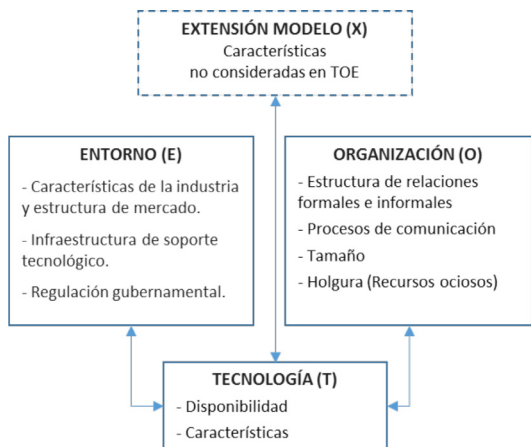 EXTENSIÓN MODELO (X)
Características
no consideradas en TOE
ENTORNO (E)
- Características de la industria
y estructura de mercado.
- Infraestructura de soporte
tecnológico.
- Regulación gubernamental.
ORGANIZACIÓN (O)
- Estructura de relaciones
formales e informales
- Procesos de comunicación
- Tamaño
- Holgura (Recursos ociosos)
TECNOLOGÍA (T)
- Disponibilidad
- Características